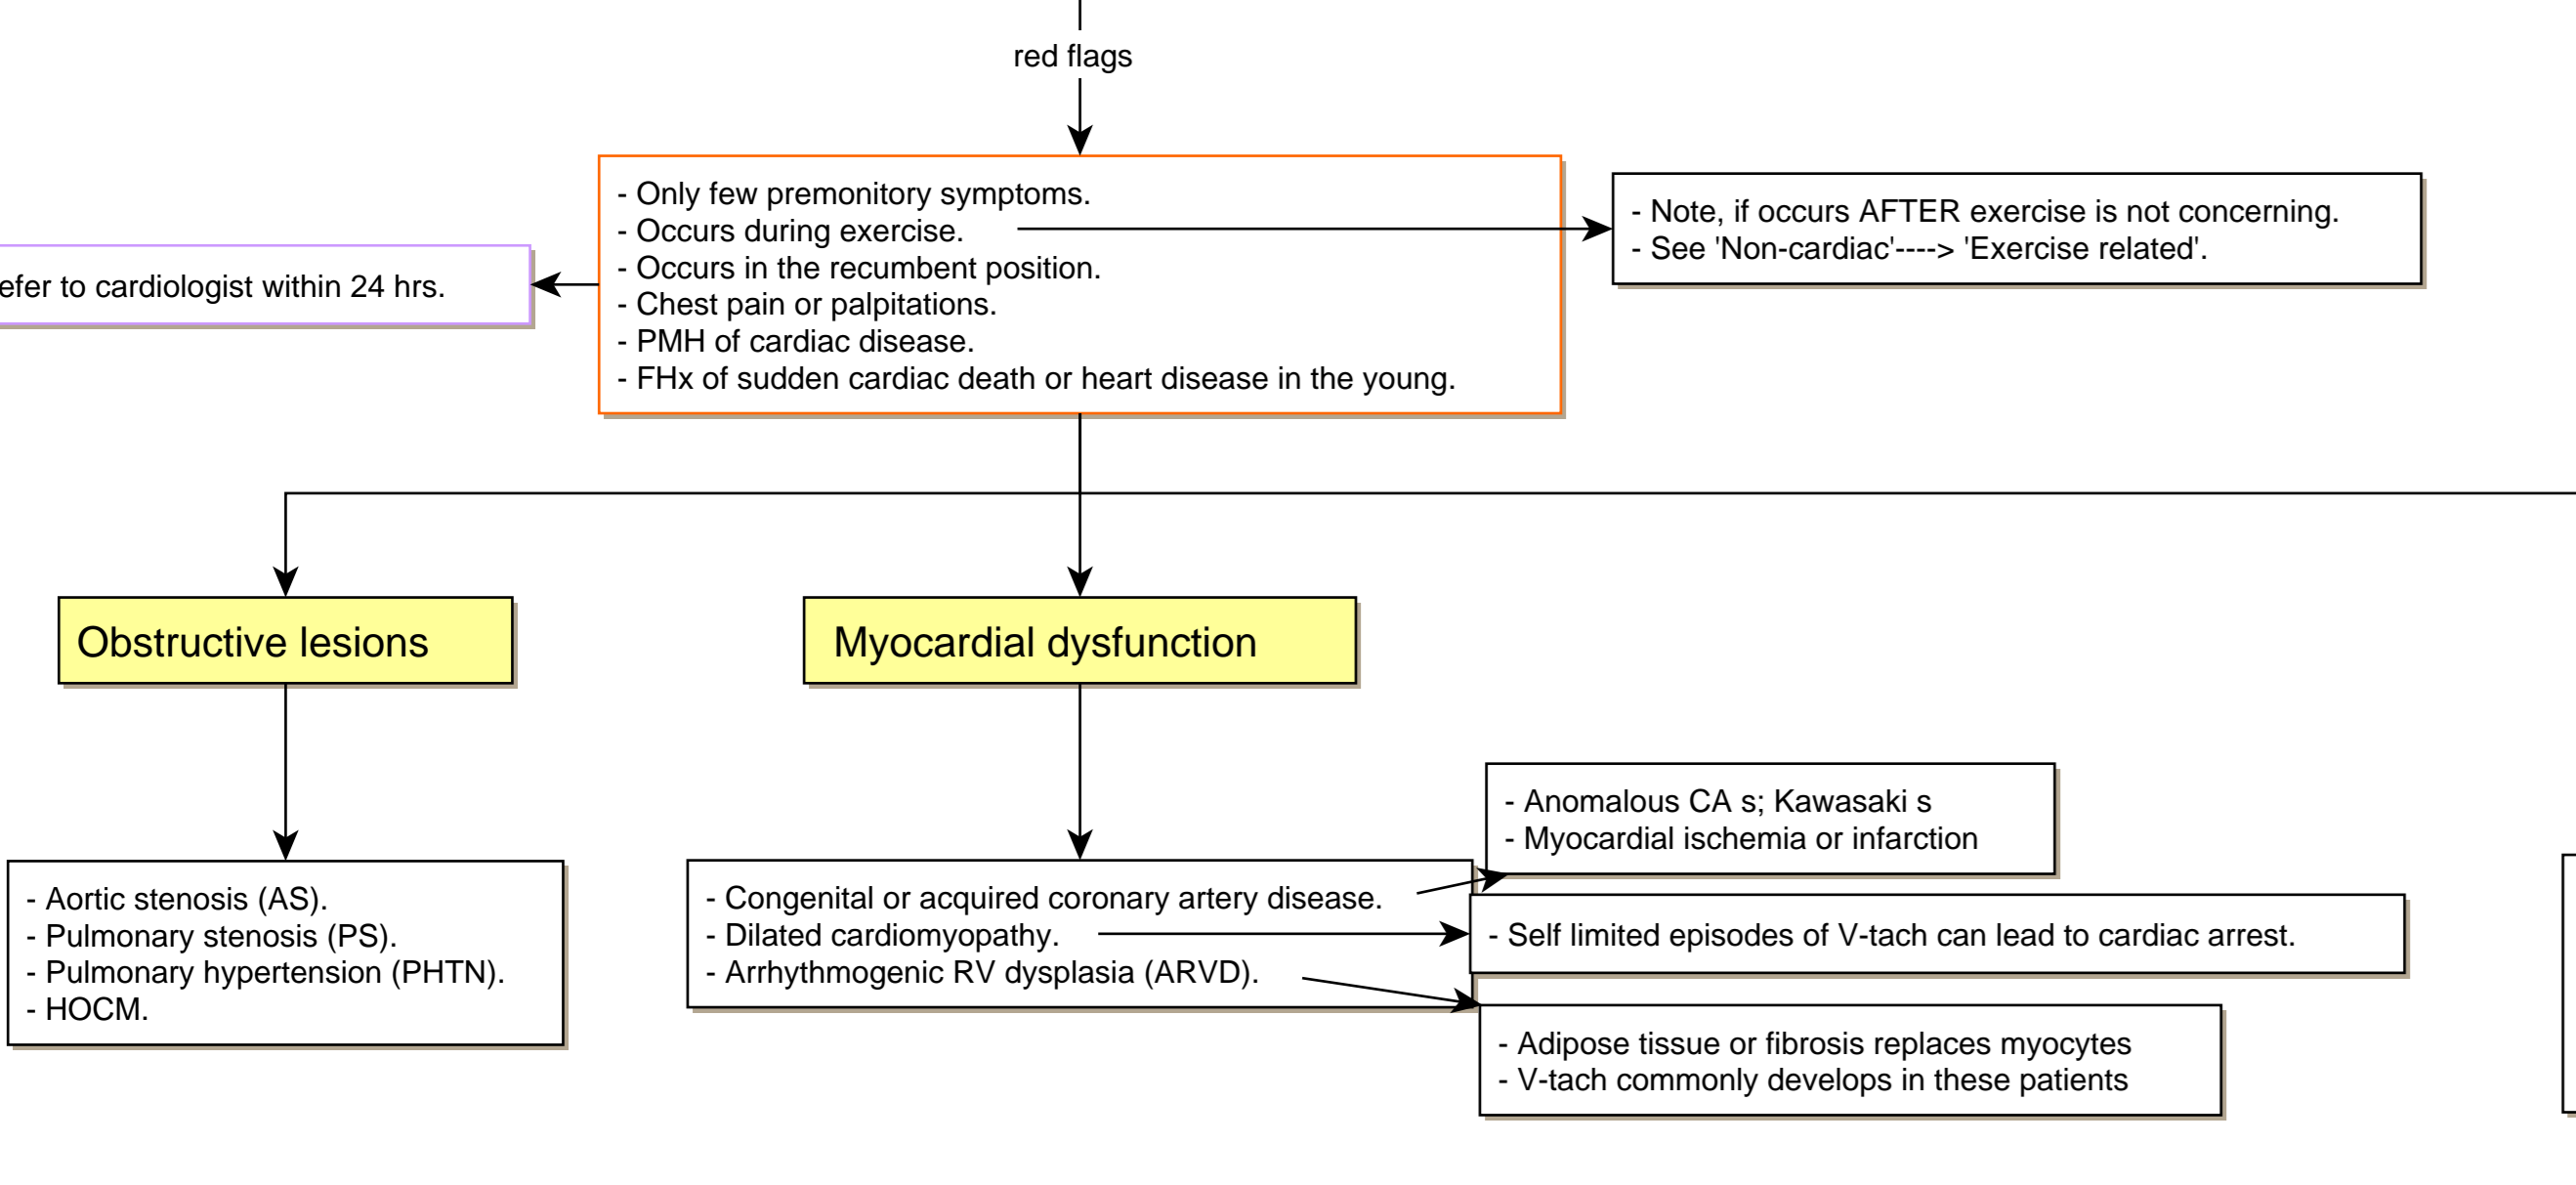 red flags
- Only few premonitory symptoms.
- Occurs during exercise.
- Occurs in the recumbent position.
- Chest pain or palpitations.
- PMH of cardiac disease.
- FHx of sudden cardiac death or heart disease in the young.
- Note, if occurs AFTER exercise is not concerning.
- See 'Non-cardiac'----> 'Exercise related'.
efer to cardiologist within 24 hrs.
Obstructive lesions
Myocardial dysfunction
- Aortic stenosis (AS).
- Pulmonary stenosis (PS).
- Pulmonary hypertension (PHTN).
- HOCM.
- Congenital or acquired coronary artery disease.
- Dilated cardiomyopathy.
- Arrhythmogenic RV dysplasia (ARVD).
- Anomalous CA s; Kawasaki s
- Myocardial ischemia or infarction
- Self limited episodes of V-tach can lead to cardiac arrest.
- Adipose tissue or fibrosis replaces myocytes
- V-tach commonly develops in these patients